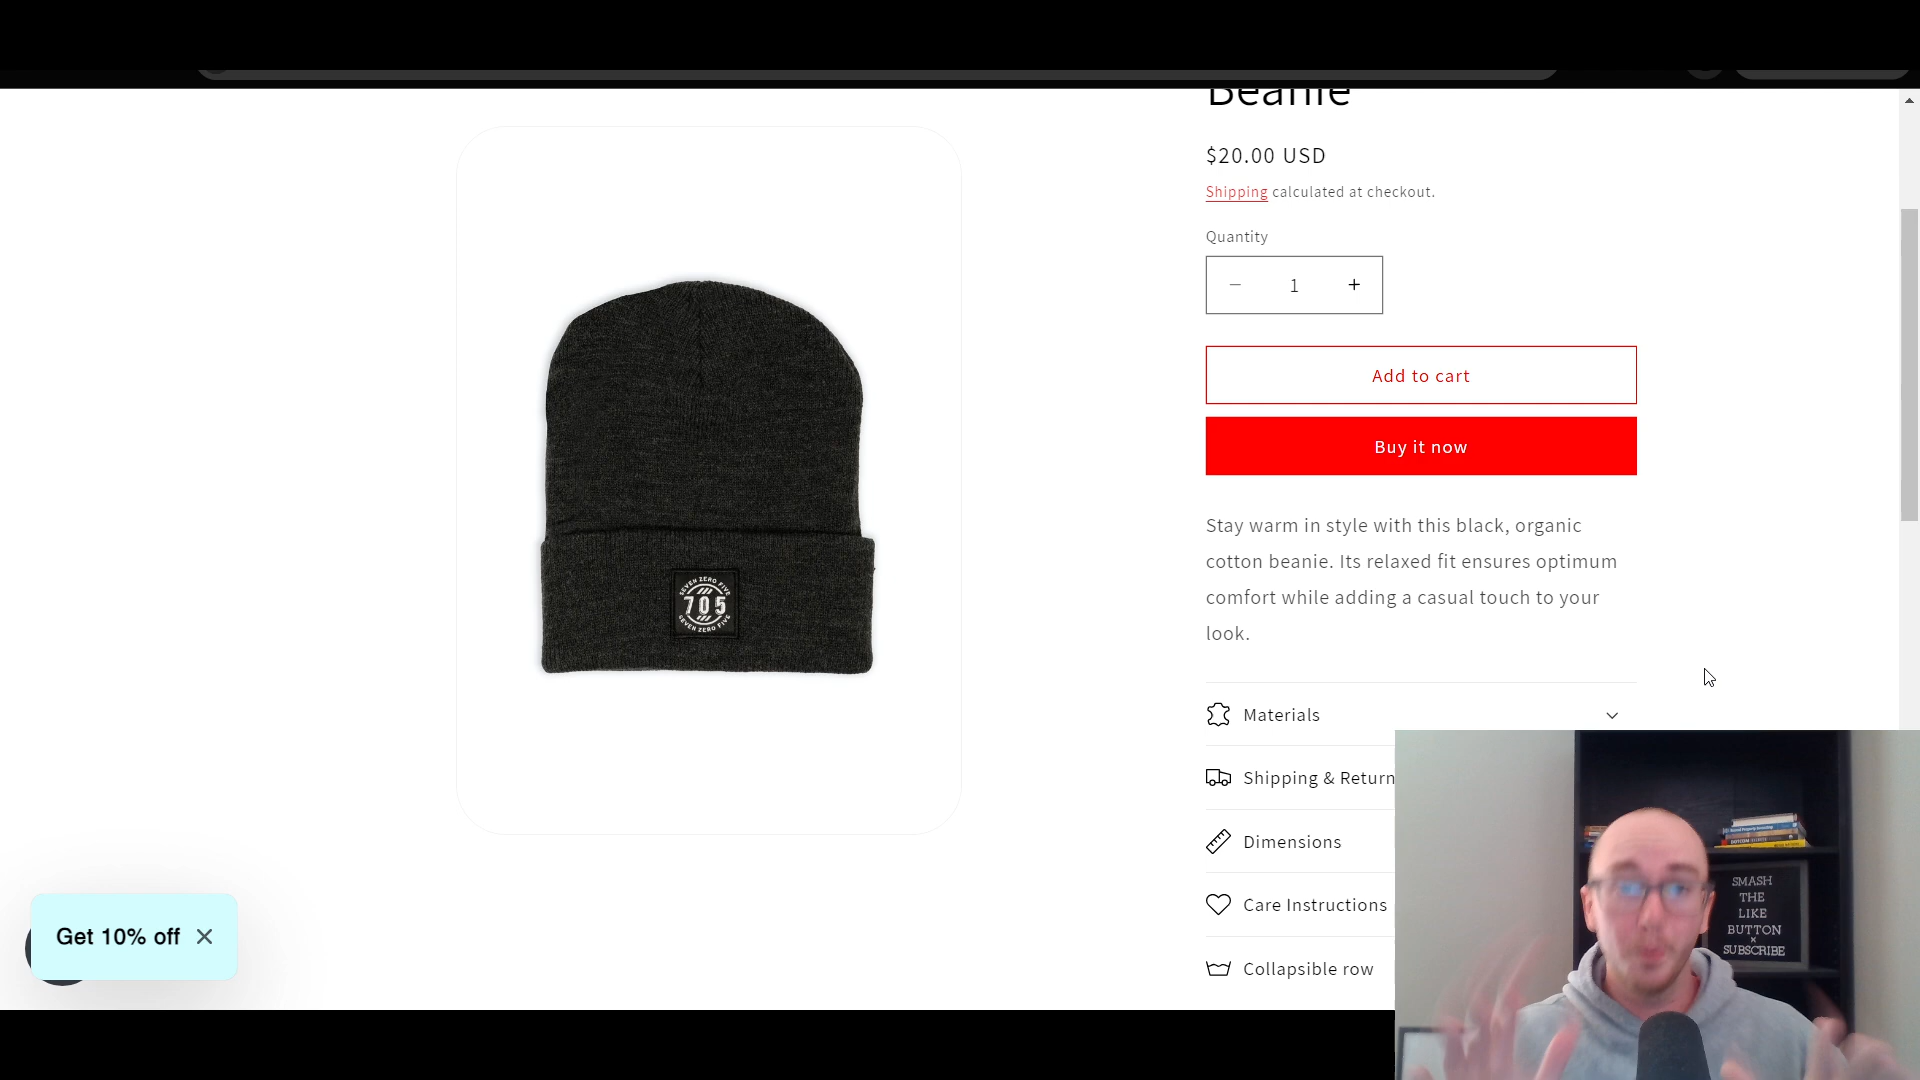 Beanie
$20.00 USD
Shipping calculated at checkout.
Quantity
1
Add to cart
Buy it now
Stay warm in style with this black, organic
cotton beanie. Its relaxed fit ensures optimum
comfort while adding a casual touch to your
look.
Materials
Shipping & Return
Dimensions
Care Instructions
Collapsible row
SEVEN ZERO FIVE
705
SEVEN ZERO FIVE
Get 10% off
SMASH
THE
LIKE
BUTTON
×
SUBSCRIBE